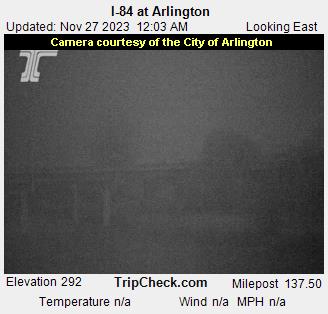 I-84 at Arlington
Updated: Nov 27 2023 12:03 AM Looking East
Camera courtesy of the City of Arlington
Elevation 292 TripCheck.com Milepost 137.50
Temperature n/a Wind n/a MPH n/a